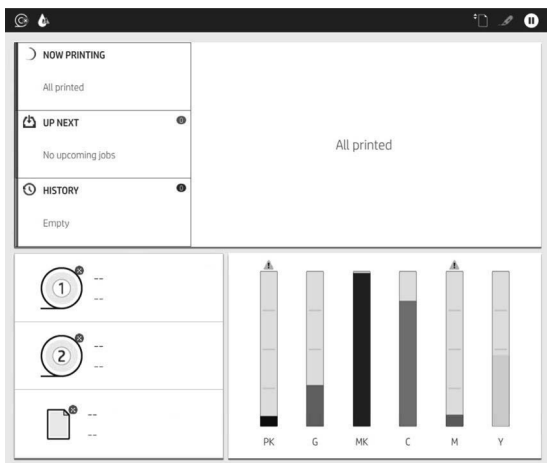 NOW PRINTING
All printed
UP NEXT
0
No upcoming jobs
HISTORY
0
Empty
All printed
1
--
--
2
--
--
--
--
PK G MK C M Y